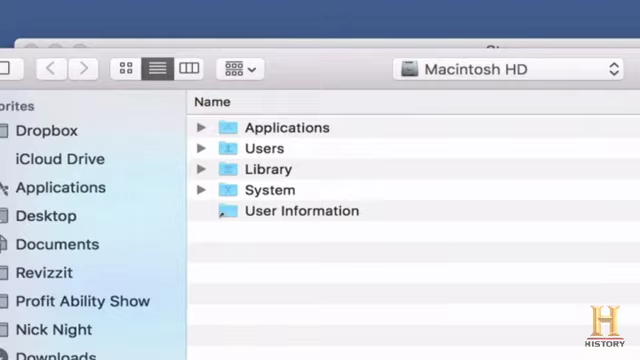 Macintosh HD
orites
Name
Dropbox
iCloud Drive
Applications
Desktop
Documents
Revizzit
Profit Ability Show
Nick Night
Downloads
Applications
Users
Library
System
User Information
H
HISTORY